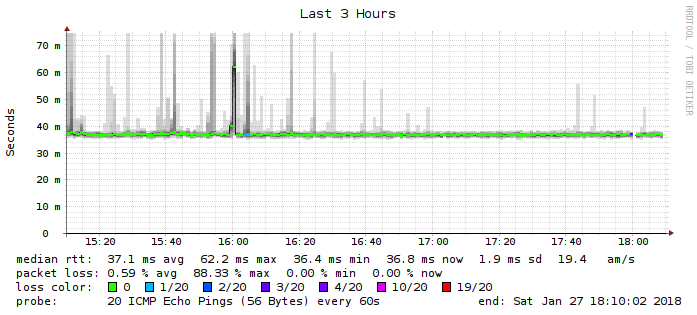 Last 3 Hours
RRDTOOL / TOBI OETIKER
Seconds
70 m
60 m
50 m
40 m
30 m
20 m
10 m
0
15:20 15:40 16:00 16:20 16:40 17:00 17:20 17:40 18:00
median rtt: 37.1 ms avg 62.2 ms max 36.4 ms min 36.8 ms now 1.9 ms sd 19.4 am/s
packet loss: 0.59 % avg 88.33 % max 0.00 % min 0.00 % now
loss color: 0 1/20 2/20 3/20 4/20 10/20 19/20
probe: 20 ICMP Echo Pings (56 Bytes) every 60s end: Sat Jan 27 18:10:02 2018